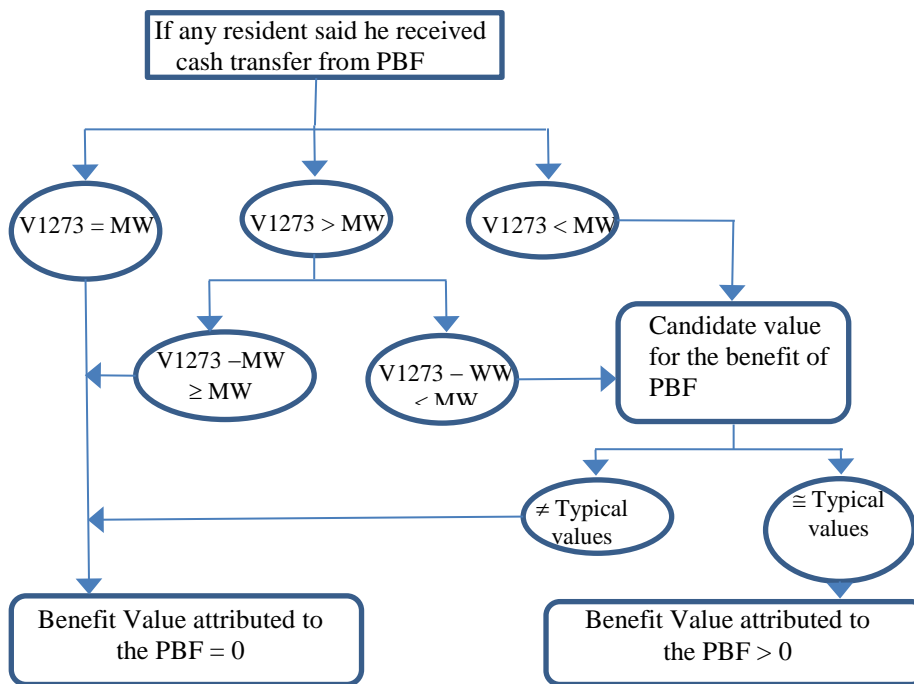 If any resident said he received
cash transfer from PBF
V1273 = MW
V1273 > MW
V1273 < MW
V1273 –MW
≥ MW
V1273 – WW
< MW
Candidate value
for the benefit of
PBF
≠ Typical
values
≅ Typical
values
Benefit Value attributed to
the PBF = 0
Benefit Value attributed to
the PBF > 0